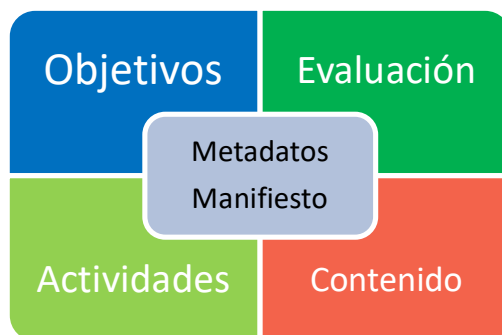 Objetivos
Evaluación
Metadatos
Manifiesto
Actividades
Contenido